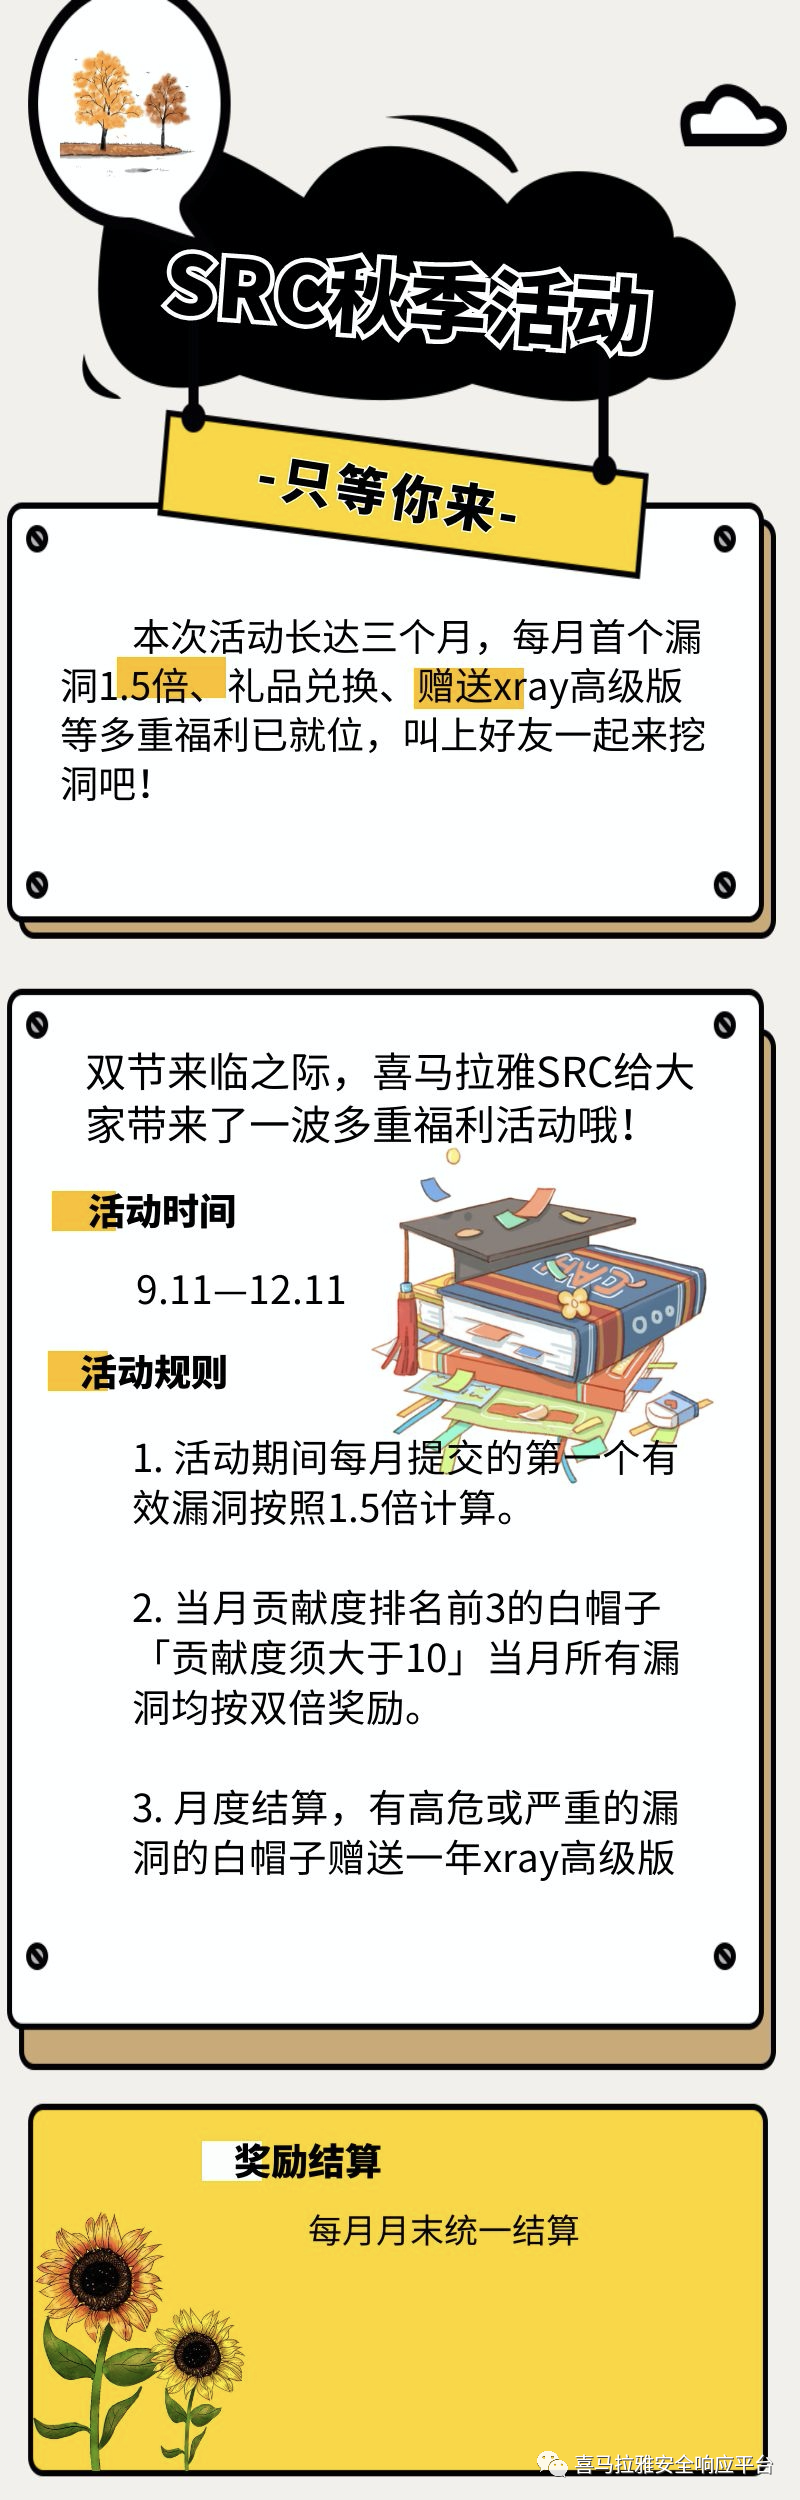 SRC秋季活动
-只等你来-
本次活动长达三个月，每月首个漏
洞1.5倍、礼品兑换、赠送xray高级版
等多重福利已就位，叫上好友一起来挖
洞吧！
双节来临之际，喜马拉雅SRC给大
家带来了一波多重福利活动哦！
活动时间
9.11—12.11
活动规则
1. 活动期间每月提交的第一个有
效漏洞按照1.5倍计算。
2. 当月贡献度排名前3的白帽子
「贡献度须大于10」当月所有漏
洞均按双倍奖励。
3. 月度结算，有高危或严重的漏
洞的白帽子赠送一年xray高级版
奖励结算
每月月末统一结算
喜马拉雅安全响应平台